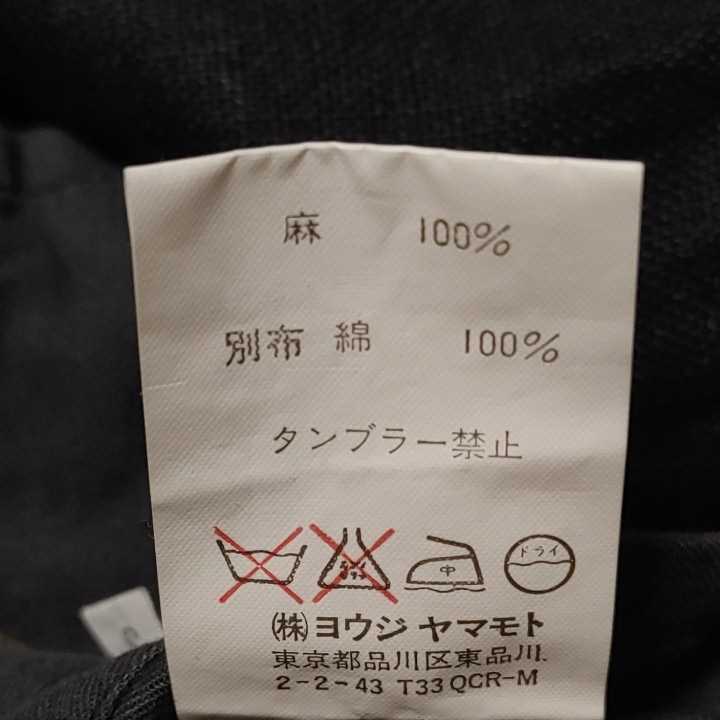 麻 100%
別布 綿 100%
タンブラー禁止
中 ドライ
㈱ヨウジ ヤマモト
東京都品川区東品川
2-2-43 T33 QCR-M